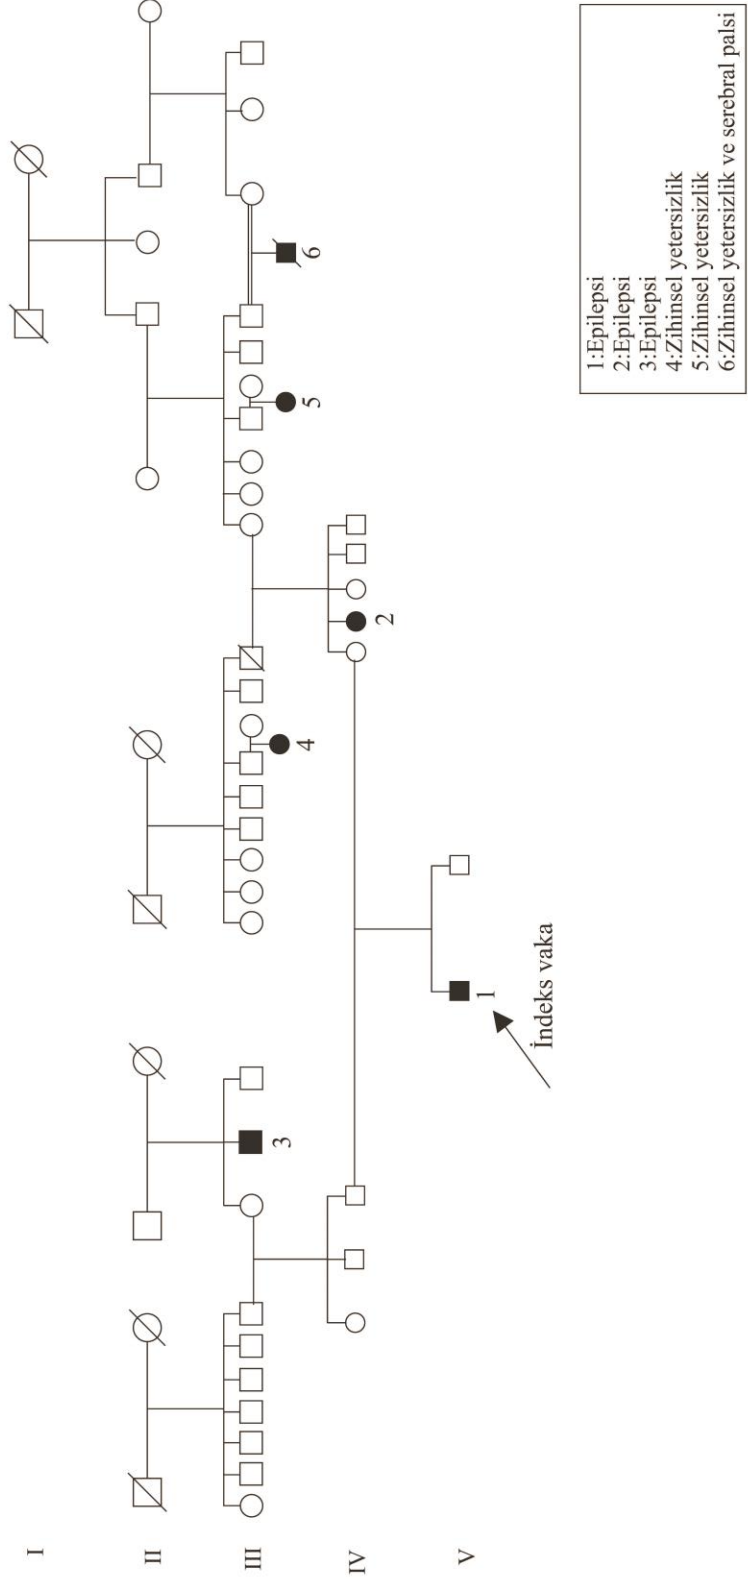 I
II
III
IV
V
6
5
2
4
3
1
İndeks vaka
1:Epilepsi
2:Epilepsi
3:Epilepsi
4:Zihinsel yetersizlik
5:Zihinsel yetersizlik
6:Zihinsel yetersizlik ve serebral palsi